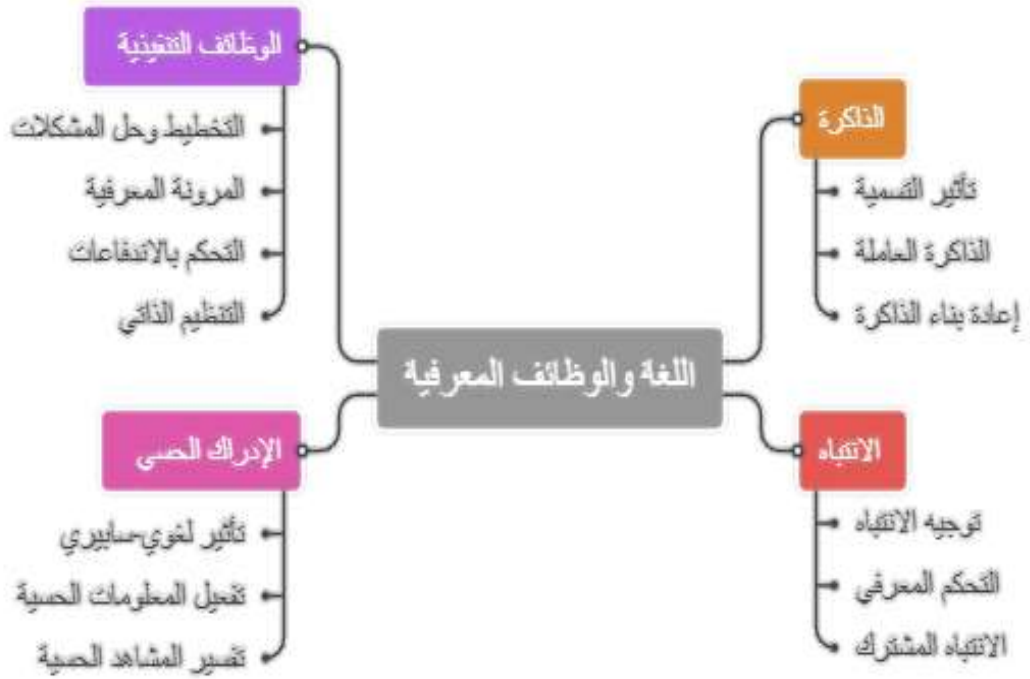 اللغة والوظائف المعرفية
الذاكرة
تأثير التسمية
الذاكرة العاملة
إعادة بناء الذاكرة
الانتباه
توجيه الانتباه
التحكم المعرفي
الانتباه المشترك
الوظائف التنفيذية
التخطيط وحل المشكلات
المرونة المعرفية
التحكم بالاندفاعات
التنظيم الذاتي
الإدراك الحسي
تأثير لغوي-سابيري
تفعيل المعلومات الحسية
تفسير المشاهد الحسية